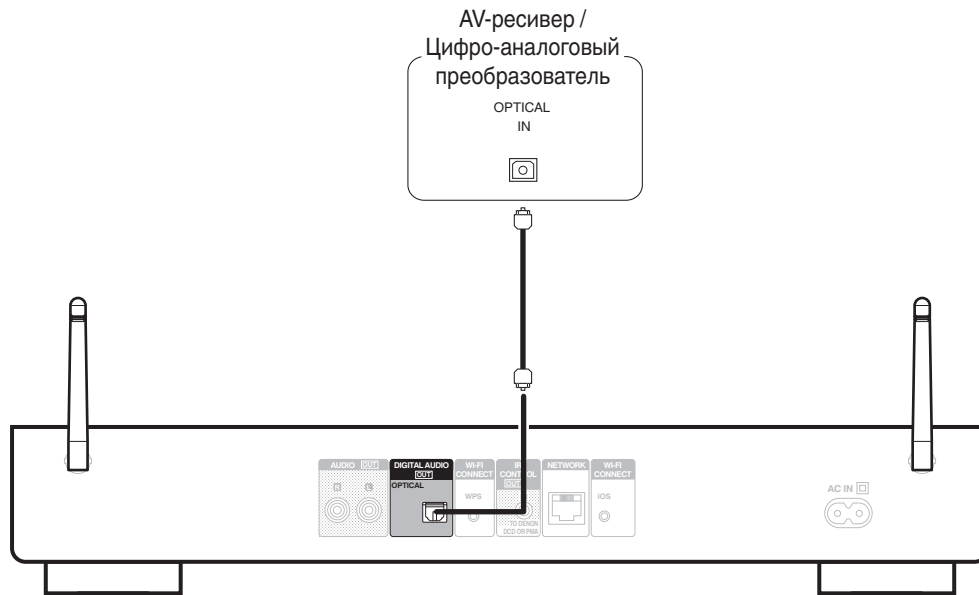 AV-ресивер /
Цифро-аналоговый
преобразователь
OPTICAL
IN
AUDIO OUT
R L
DIGITAL AUDIO
OUT
OPTICAL
WI-FI
CONNECT
WPS
IR
CONTROL
OUT
TO DENON
DCD OR PMA
NETWORK
WI-FI
CONNECT
iOS
AC IN